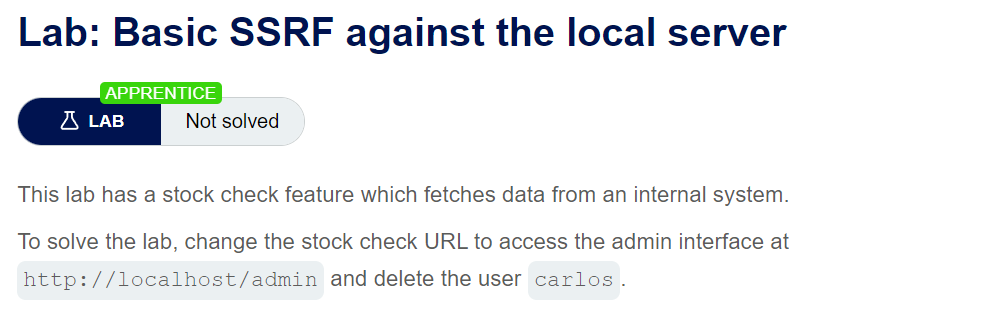 Lab: Basic SSRF against the local server
APPRENTICE
LAB Not solved
This lab has a stock check feature which fetches data from an internal system.
To solve the lab, change the stock check URL to access the admin interface at
http://localhost/admin and delete the user carlos.